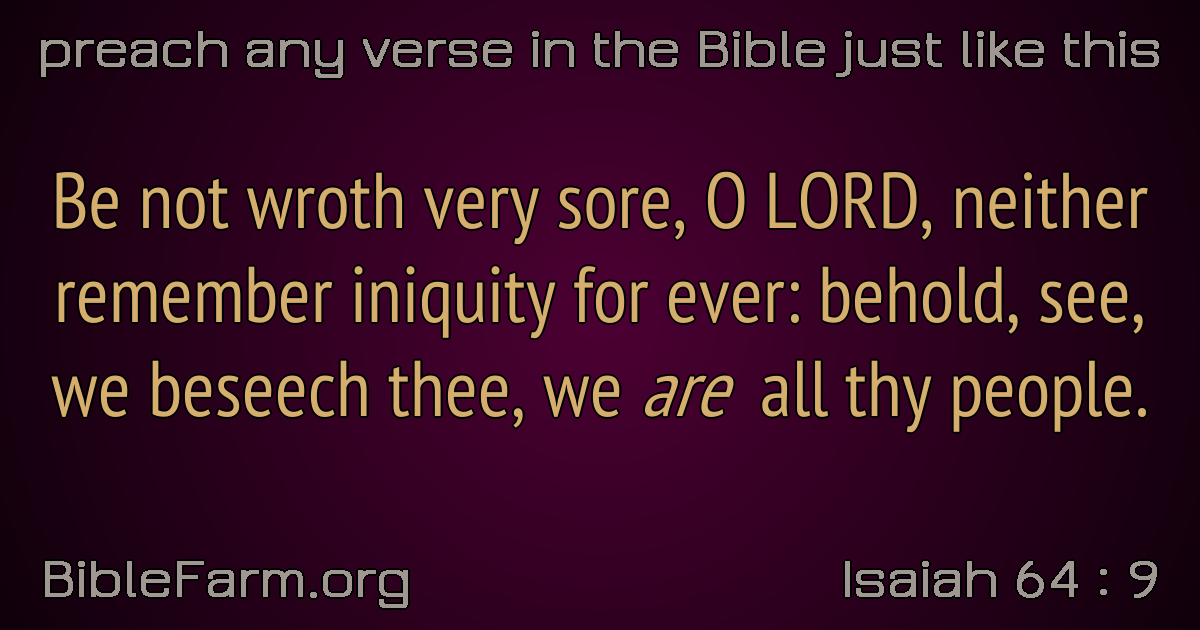 preach any verse in the Bible just like this
Be not wroth very sore, O LORD, neither
remember iniquity for ever: behold, see,
we beseech thee, we are all thy people.
BibleFarm.org
Isaiah 64 : 9